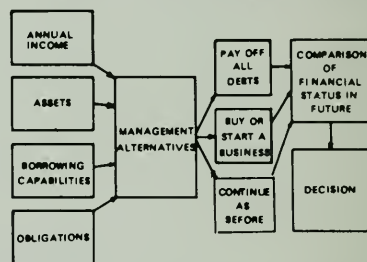 ANNUAL
INCOME
ASSETS
BORROWING
CAPABILITIES
OBLIGATIONS
MANAGEMENT
ALTERNATIVES
PAY OFF
ALL
DEBTS
BUY OR
START A
BUSINESS
CONTINUE
AS
BEFORE
COMPARISON
OF
FINANCIAL
STATUS IN
FUTURE
DECISION